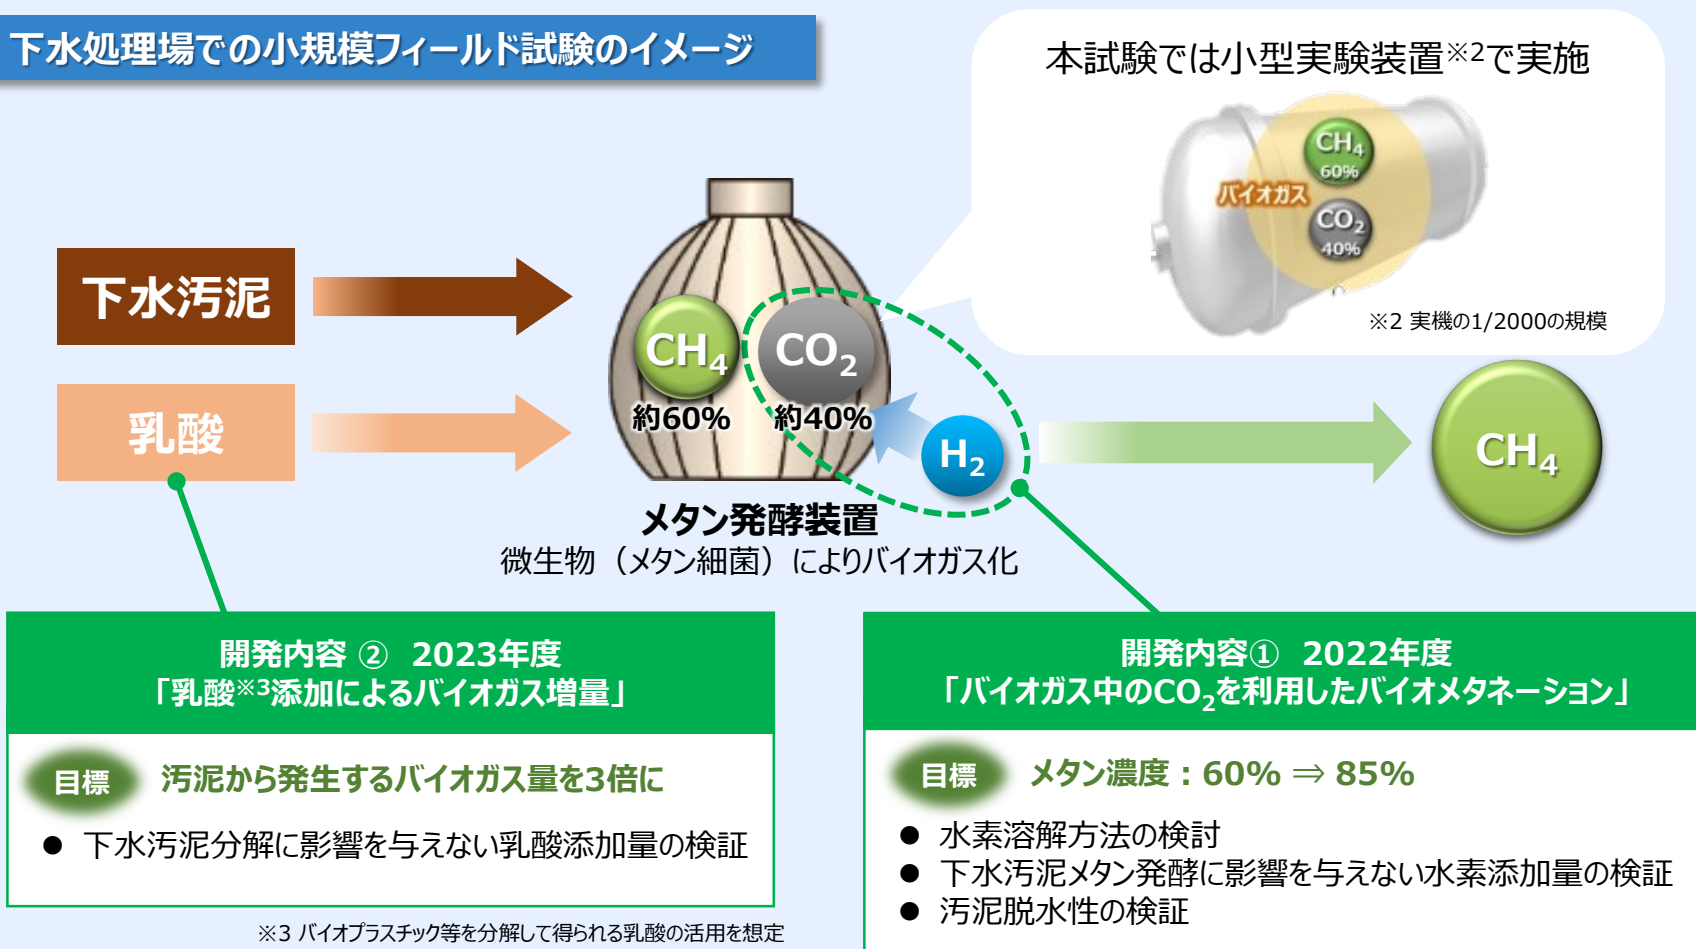 下水処理場での小規模フィールド試験のイメージ
本試験では小型実験装置※2で実施
CH4
60%
バイオガス
CO2
40%
※2 実機の1/2000の規模
下水汚泥
乳酸
CH4
約60%
CO2
約40%
H2
CH4
メタン発酵装置
微生物（メタン細菌）によりバイオガス化
開発内容 ② 2023年度
「乳酸※3添加によるバイオガス増量」
目標
汚泥から発生するバイオガス量を3倍に
● 下水汚泥分解に影響を与えない乳酸添加量の検証
※3 バイオプラスチック等を分解して得られる乳酸の活用を想定
開発内容① 2022年度
「バイオガス中のCO2を利用したバイオメタネーション」
目標
メタン濃度：60% ⇒ 85%
● 水素溶解方法の検討
● 下水汚泥メタン発酵に影響を与えない水素添加量の検証
● 汚泥脱水性の検証